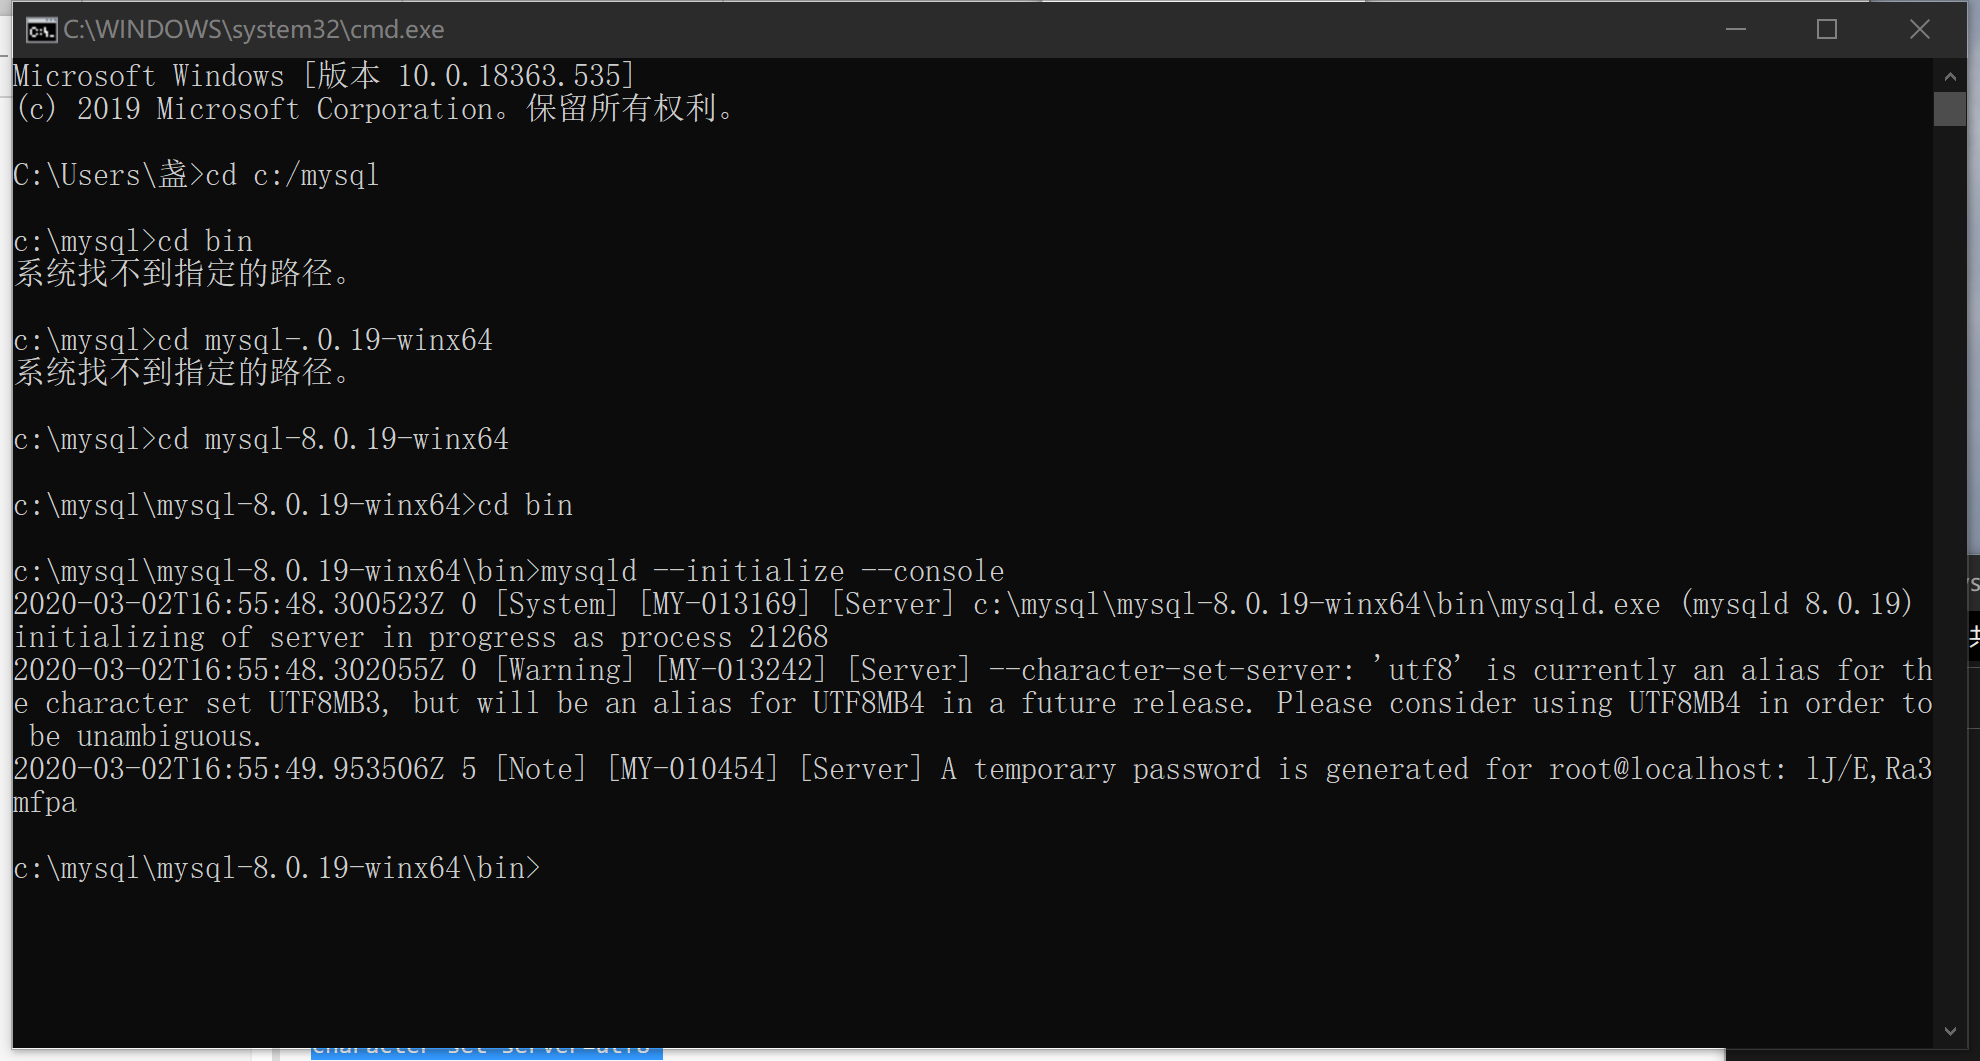 C:\WINDOWS\system32\cmd.exe
Microsoft Windows [版本 10.0.18363.535]
(c) 2019 Microsoft Corporation。保留所有权利。
C:\Users\盏>cd c:/mysql
c:\mysql>cd bin
系统找不到指定的路径。
c:\mysql>cd mysql-.0.19-winx64
系统找不到指定的路径。
c:\mysql>cd mysql-8.0.19-winx64
c:\mysql\mysql-8.0.19-winx64>cd bin
c:\mysql\mysql-8.0.19-winx64\bin>mysqld --initialize --console
2020-03-02T16:55:48.300523Z 0 [System] [MY-013169] [Server] c:\mysql\mysql-8.0.19-winx64\bin\mysqld.exe (mysqld 8.0.19)
initializing of server in progress as process 21268
2020-03-02T16:55:48.302055Z 0 [Warning] [MY-013242] [Server] --character-set-server: 'utf8' is currently an alias for th
e character set UTF8MB3, but will be an alias for UTF8MB4 in a future release. Please consider using UTF8MB4 in order to
 be unambiguous.
2020-03-02T16:55:49.953506Z 5 [Note] [MY-010454] [Server] A temporary password is generated for root@localhost: lJ/E,Ra3
mfpa
c:\mysql\mysql-8.0.19-winx64\bin>